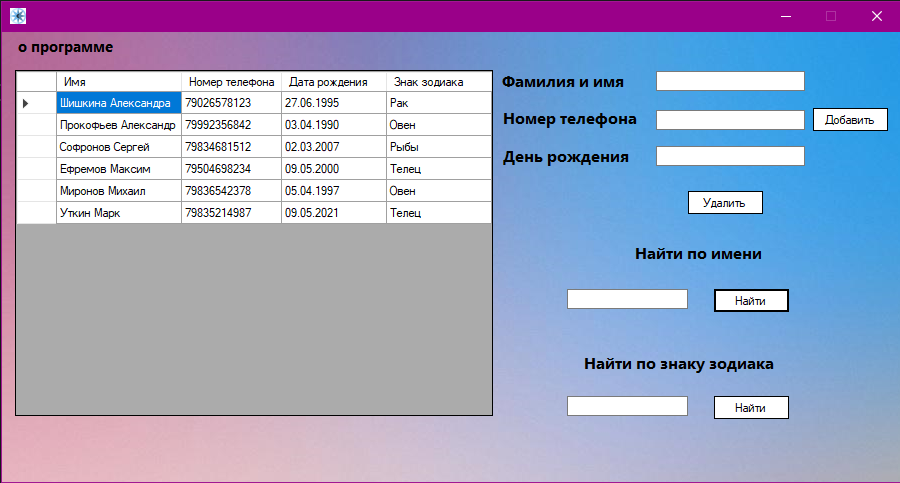 о программе
Имя Номер телефона Дата рождения Знак зодиака
Шишкина Александра 79026578123 27.06.1995 Рак
Прокофьев Александр 79992356842 03.04.1990 Овен
Софронов Сергей 79834681512 02.03.2007 Рыбы
Ефремов Максим 79504698234 09.05.2000 Телец
Миронов Михаил 79836542378 05.04.1997 Овен
Уткин Марк 79835214987 09.05.2021 Телец
Фамилия и имя
Номер телефона Добавить
День рождения
Удалить
Найти по имени
Найти
Найти по знаку зодиака
Найти